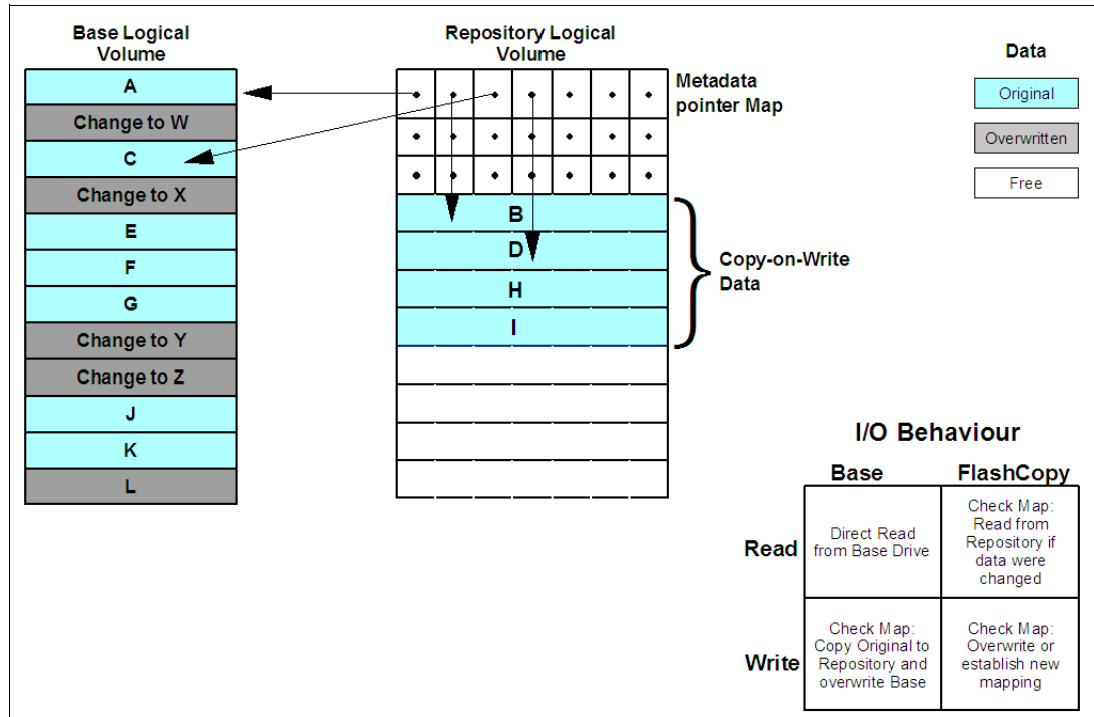 Base Logical
Volume
A
Change to W
C
Change to X
E
F
G
Change to Y
Change to Z
J
K
L
Repository Logical
Volume
Metadata
pointer Map
B
D
H
I
Copy-on-Write
Data
Data
Original
Overwritten
Free
I/O Behaviour
Base
FlashCopy
Read
Direct Read
from Base Drive
Check Map:
Read from
Repository if
data were
changed
Write
Check Map:
Copy Original to
Repository and
overwrite Base
Check Map:
Overwrite or
establish new
mapping